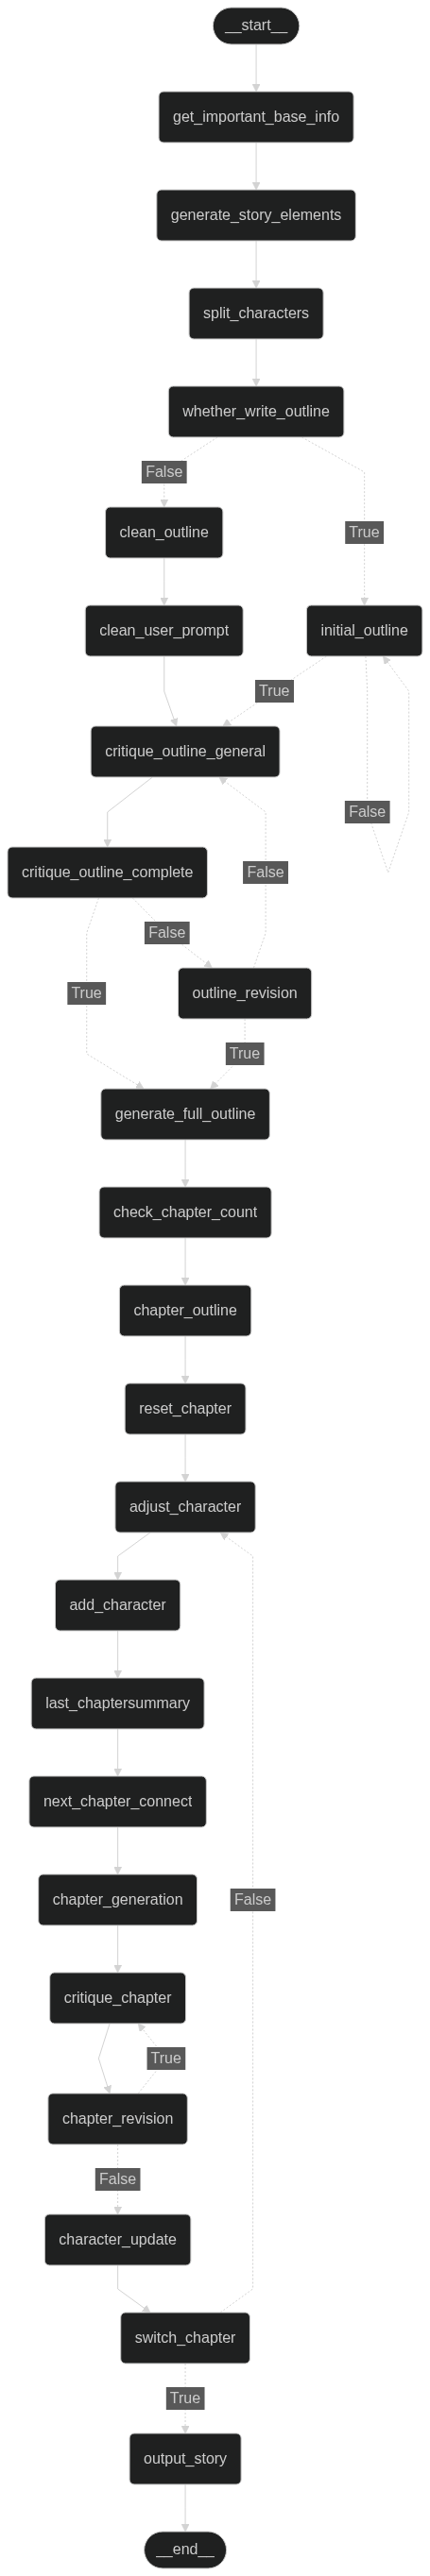 __start__
get_important_base_info
generate_story_elements
split_characters
whether_write_outline
False
clean_outline
True
clean_user_prompt
initial_outline
True
critique_outline_general
False
critique_outline_complete
False
False
True
outline_revision
True
generate_full_outline
check_chapter_count
chapter_outline
reset_chapter
adjust_character
add_character
last_chaptersummary
next_chapter_connect
chapter_generation
False
critique_chapter
True
chapter_revision
False
character_update
switch_chapter
True
output_story
__end__